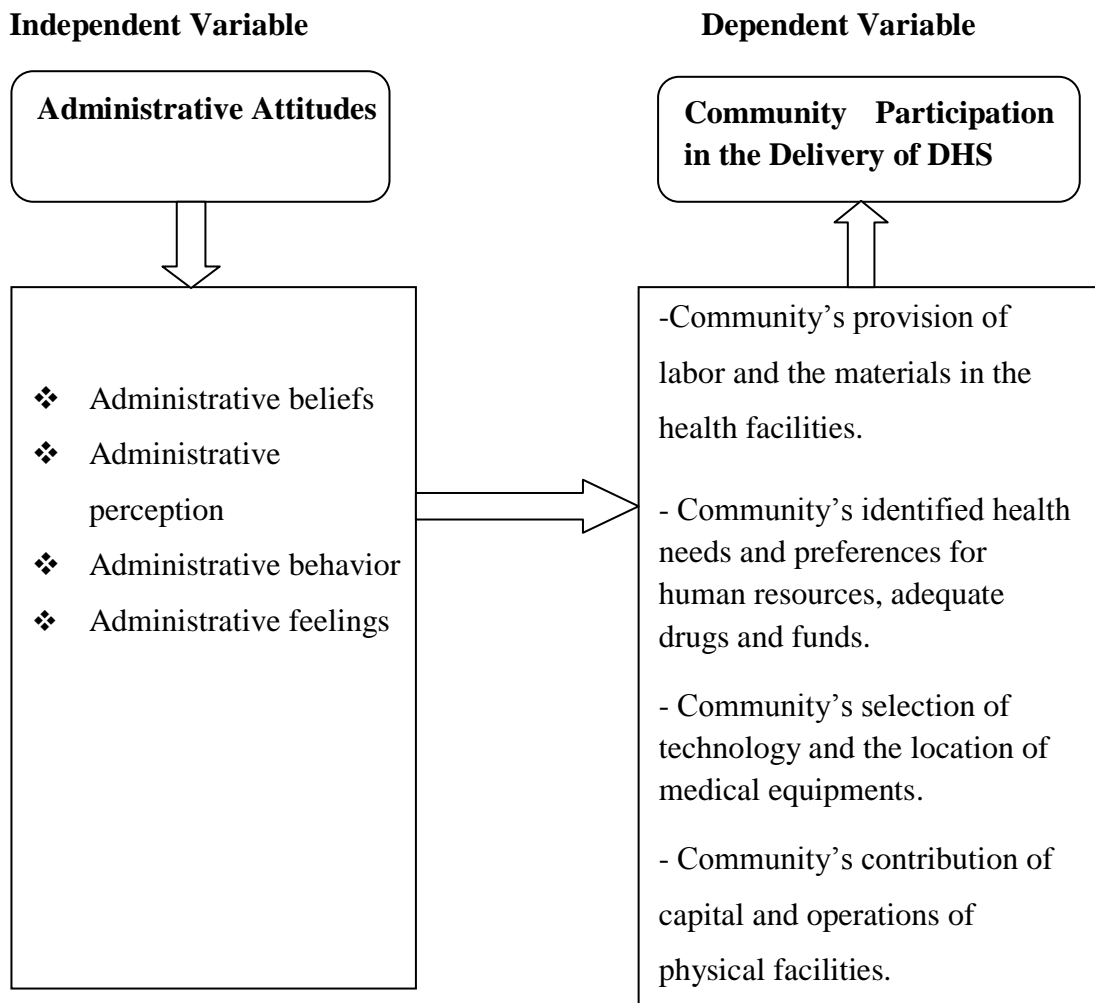 Independent Variable
Dependent Variable
Administrative Attitudes
Community Participation
in the Delivery of DHS
❖ Administrative beliefs
❖ Administrative
perception
❖ Administrative behavior
❖ Administrative feelings
-Community’s provision of
labor and the materials in the
health facilities.
- Community’s identified health
needs and preferences for
human resources, adequate
drugs and funds.
- Community’s selection of
technology and the location of
medical equipments.
- Community’s contribution of
capital and operations of
physical facilities.